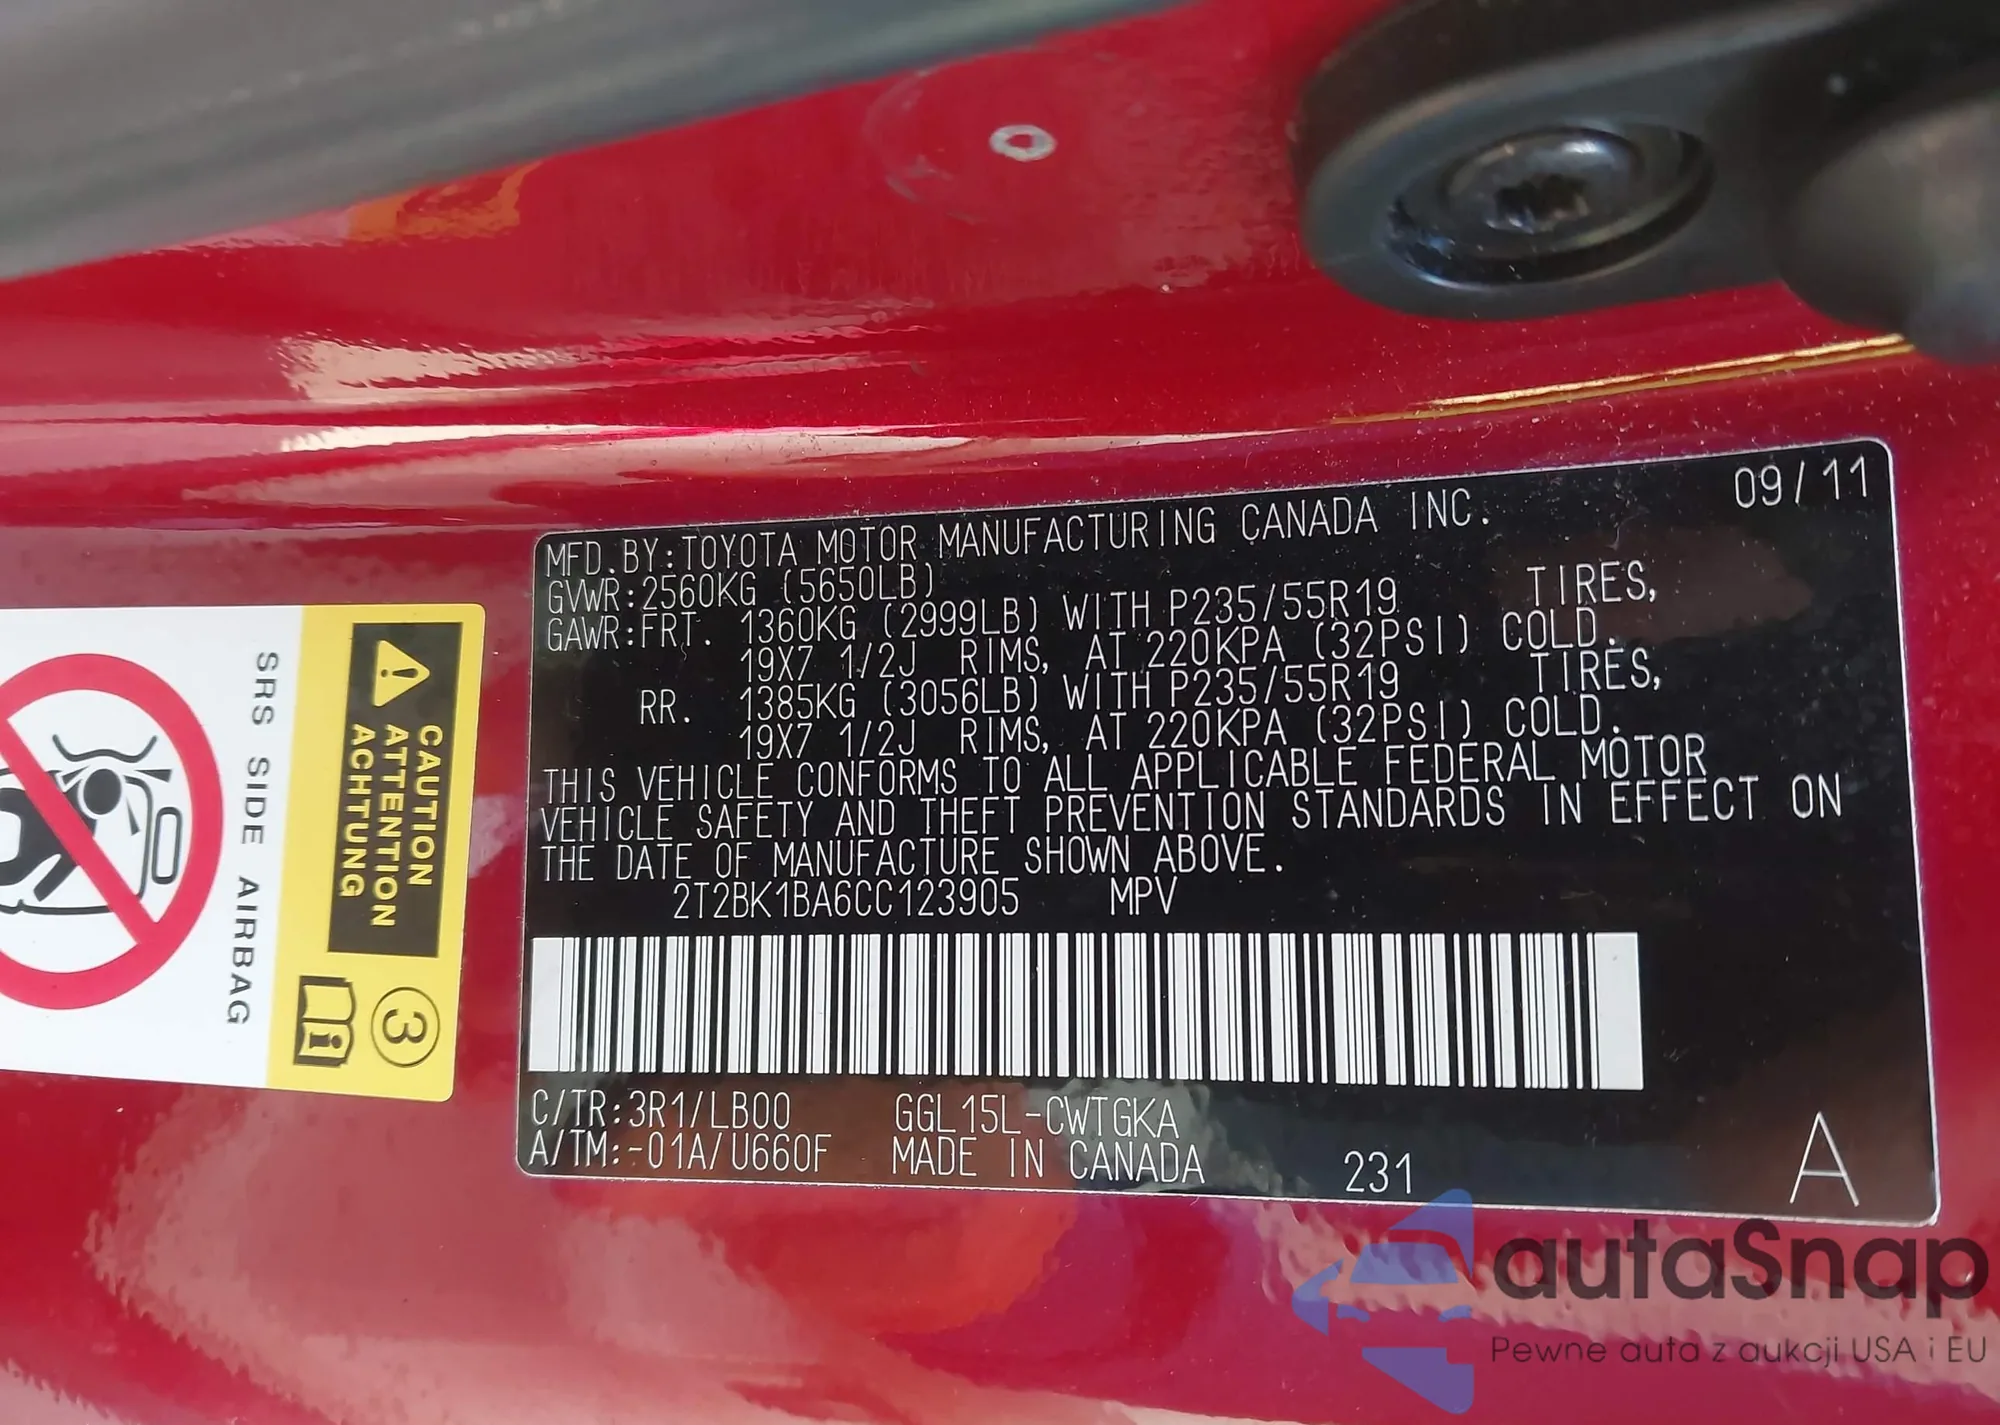 09/11
MFD.BY:TOYOTA MOTOR MANUFACTURING CANADA INC.
GVWR:2560KG (5650LB)
GAWR:FRT. 1360KG (2999LB) WITH P235/55R19 TIRES,
19X7 1/2J RIMS, AT 220KPA (32PSI) COLD.
RR. 1385KG (3056LB) WITH P235/55R19 TIRES,
19X7 1/2J RIMS, AT 220KPA (32PSI) COLD.
THIS VEHICLE CONFORMS TO ALL APPLICABLE FEDERAL MOTOR
VEHICLE SAFETY AND THEFT PREVENTION STANDARDS IN EFFECT ON
THE DATE OF MANUFACTURE SHOWN ABOVE.
2T2BK1BA6CC123905 MPV
C/TR:3R1/LB00 GGL15L-CWTGKA
A/TM:-01A/U660F MADE IN CANADA 231 A
CAUTION
ATTENTION
ACHTUNG
3
i
SRS SIDE AIRBAG
autaSnap
Pewne auta z aukcji USA i EU